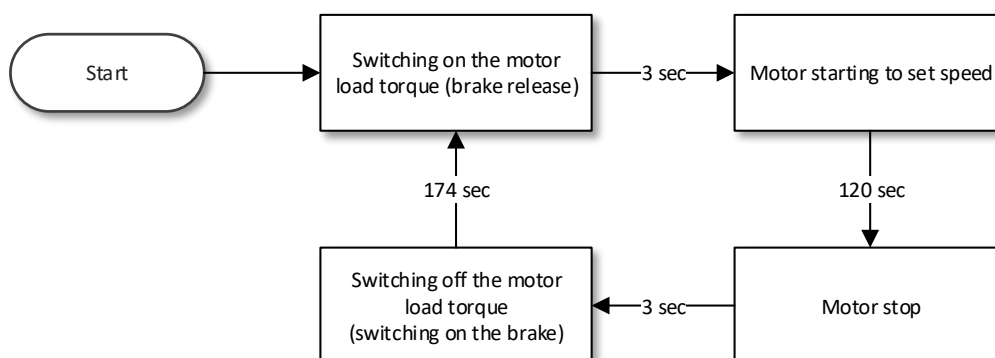 Start
Switching on the motor
load torque (brake release)
3 sec
Motor starting to set speed
174 sec
120 sec
Switching off the motor
load torque
(switching on the brake)
3 sec
Motor stop